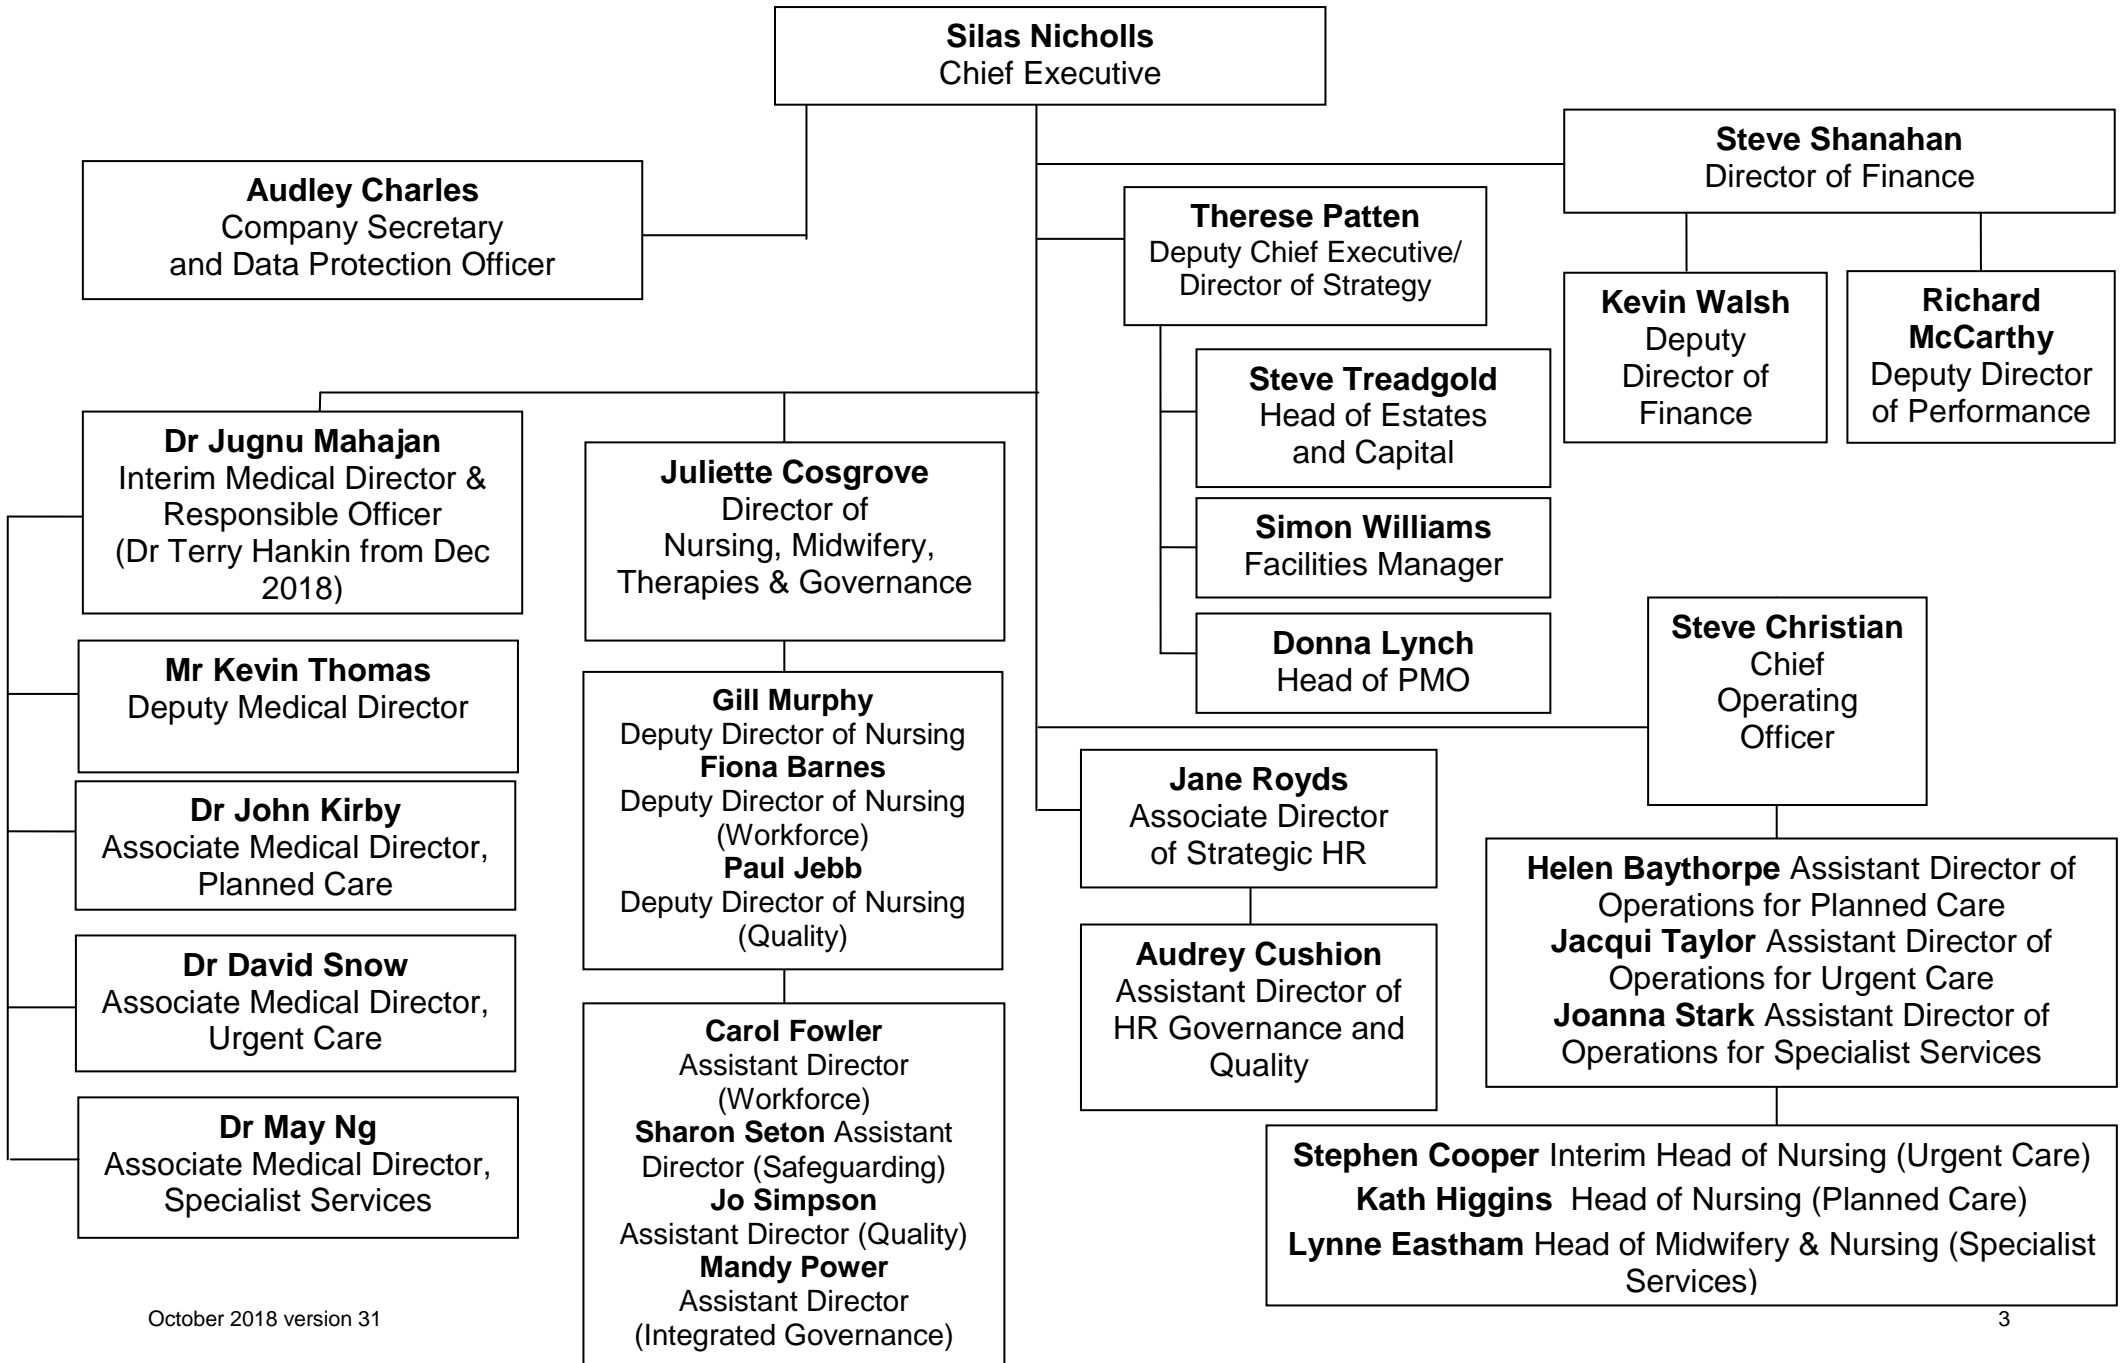 Silas Nicholls
Chief Executive
Steve Shanahan
Director of Finance
Audley Charles
Company Secretary
and Data Protection Officer
Therese Patten
Deputy Chief Executive/
Director of Strategy
Kevin Walsh
Deputy
Director of
Finance
Richard
McCarthy
Deputy Director
of Performance
Steve Treadgold
Head of Estates
and Capital
Simon Williams
Facilities Manager
Donna Lynch
Head of PMO
Dr Jugnu Mahajan
Interim Medical Director &
Responsible Officer
(Dr Terry Hankin from Dec
2018)
Mr Kevin Thomas
Deputy Medical Director
Dr John Kirby
Associate Medical Director,
Planned Care
Dr David Snow
Associate Medical Director,
Urgent Care
Dr May Ng
Associate Medical Director,
Specialist Services
Juliette Cosgrove
Director of
Nursing, Midwifery,
Therapies & Governance
Gill Murphy
Deputy Director of Nursing
Fiona Barnes
Deputy Director of Nursing
(Workforce)
Paul Jebb
Deputy Director of Nursing
(Quality)
Carol Fowler
Assistant Director
(Workforce)
Sharon Seton Assistant
Director (Safeguarding)
Jo Simpson
Assistant Director (Quality)
Mandy Power
Assistant Director
(Integrated Governance)
Jane Royds
Associate Director
of Strategic HR
Audrey Cushion
Assistant Director of
HR Governance and
Quality
Steve Christian
Chief
Operating
Officer
Helen Baythorpe Assistant Director of
Operations for Planned Care
Jacqui Taylor Assistant Director of
Operations for Urgent Care
Joanna Stark Assistant Director of
Operations for Specialist Services
Stephen Cooper Interim Head of Nursing (Urgent Care)
Kath Higgins Head of Nursing (Planned Care)
Lynne Eastham Head of Midwifery & Nursing (Specialist
Services)
October 2018 version 31
3